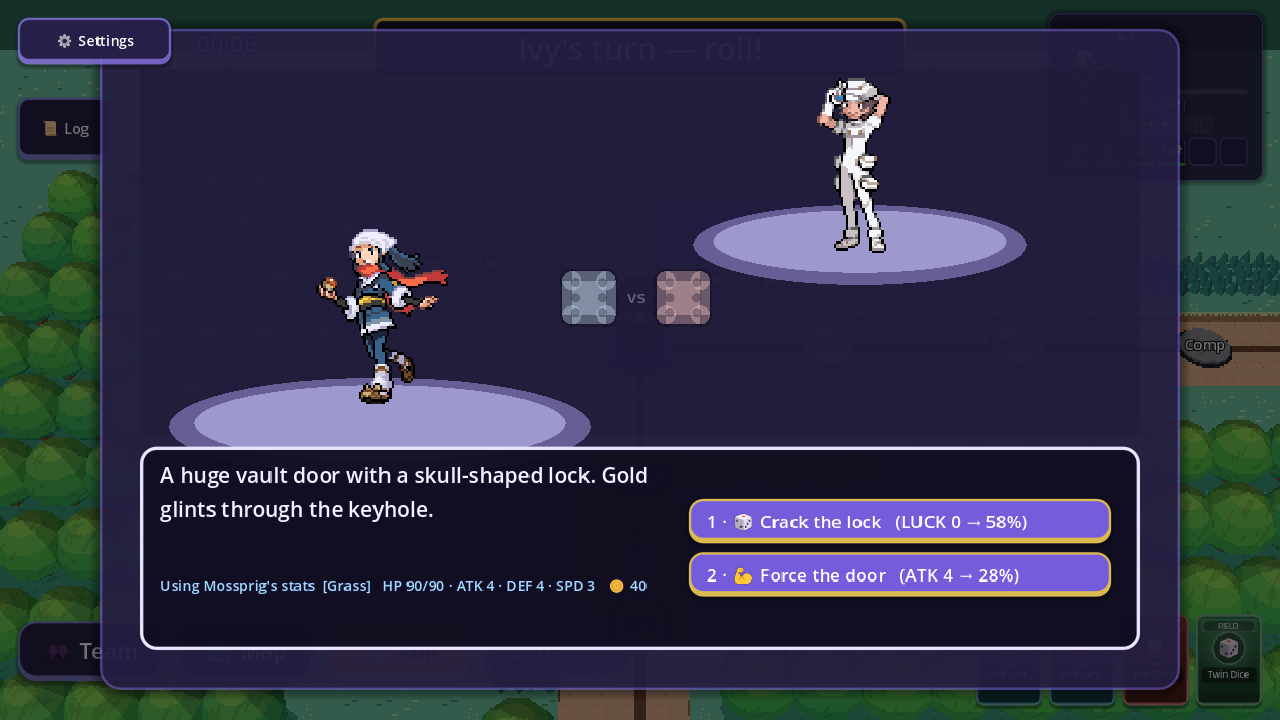 Settings
00:06
Ivy's turn — roll!
Log
vs
Comp
A huge vault door with a skull-shaped lock. Gold
glints through the keyhole.
1 · Crack the lock (LUCK 0 → 58%)
2 · Force the door (ATK 4 → 28%)
Using Mossprig's stats [Grass] HP 90/90 · ATK 4 · DEF 4 · SPD 3 40
Team
Map
FIELD
Twin Dice